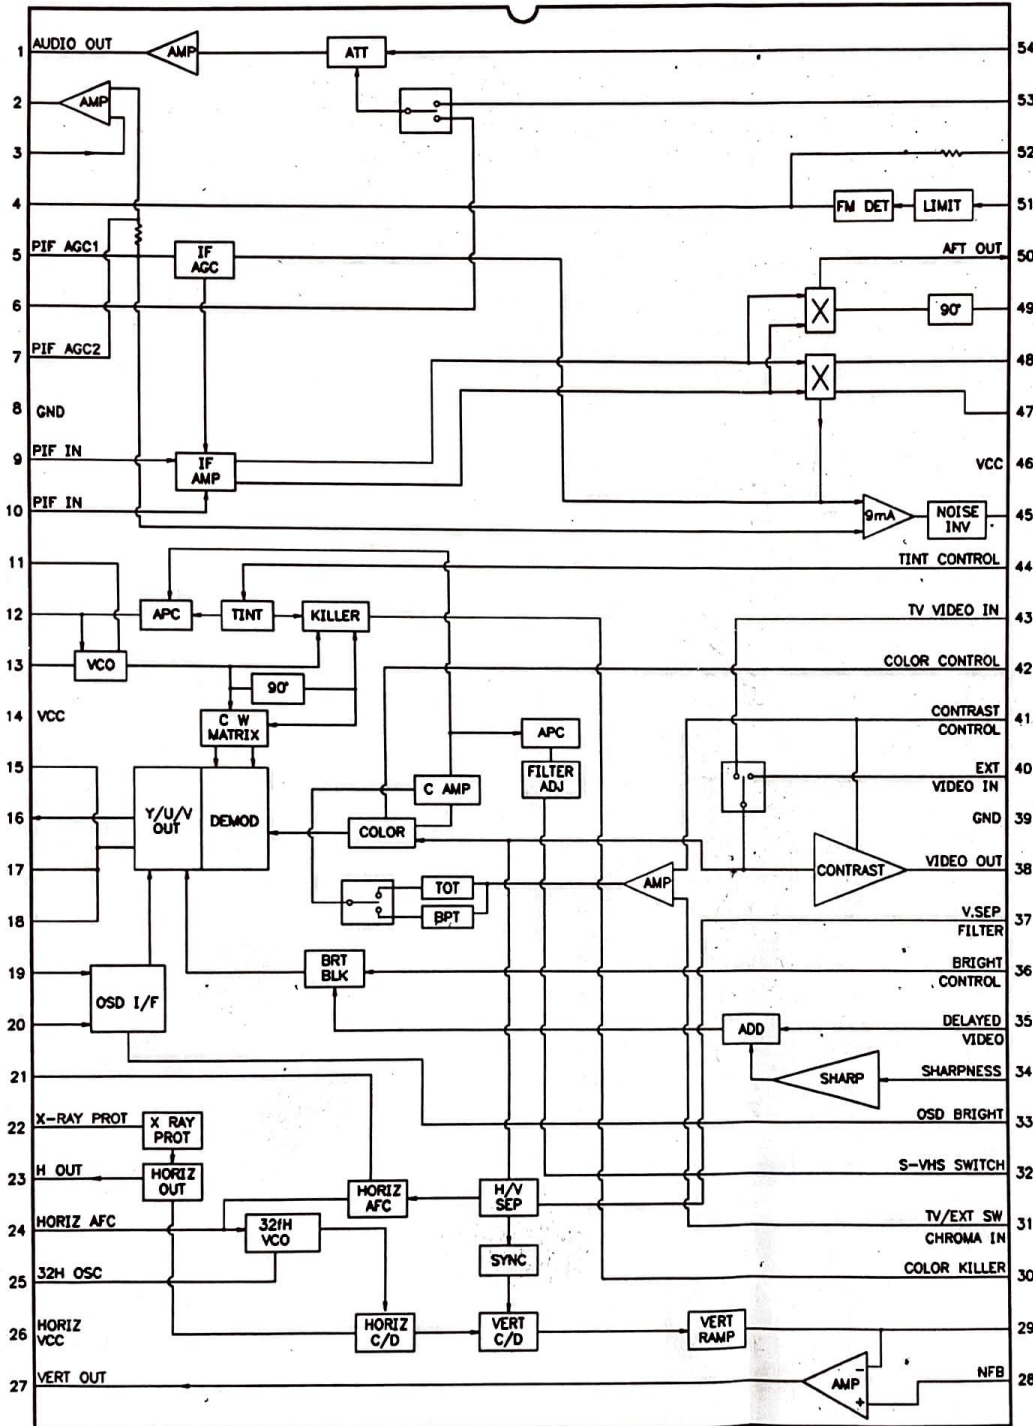 1 AUDIO OUT AMP ATT 54
2 AMP 53
3 52
4 FM DET LIMIT 51
5 PIF AGC1 IF AGC AFT OUT 50
6 X 90° 49
7 PIF AGC2 X 48
8 GND 47
9 PIF IN IF AMP VCC 46
10 PIF IN 9mA NOISE INV 45
11 TINT CONTROL 44
12 APC TINT KILLER TV VIDEO IN 43
13 VCO COLOR CONTROL 42
90°
14 VCC C W MATRIX APC CONTRAST CONTROL 41
15 FILTER ADJ EXT VIDEO IN 40
C AMP
16 Y/U/V OUT DEMOD COLOR GND 39
17 AMP CONTRAST VIDEO OUT 38
TOT
18 BPT V.SEP FILTER 37
19 OSD I/F BRT BLK BRIGHT CONTROL 36
20 ADD DELAYED VIDEO 35
21 SHARP SHARPNESS 34
22 X-RAY PROT X RAY PROT OSD BRIGHT 33
23 H OUT HORIZ OUT HORIZ AFC H/V SEP S-VHS SWITCH 32
24 HORIZ AFC 32fH VCO TV/EXT SW CHROMA IN 31
25 32H OSC SYNC COLOR KILLER 30
26 HORIZ VCC HORIZ C/D VERT C/D VERT RAMP 29
27 VERT OUT AMP - + NFB 28